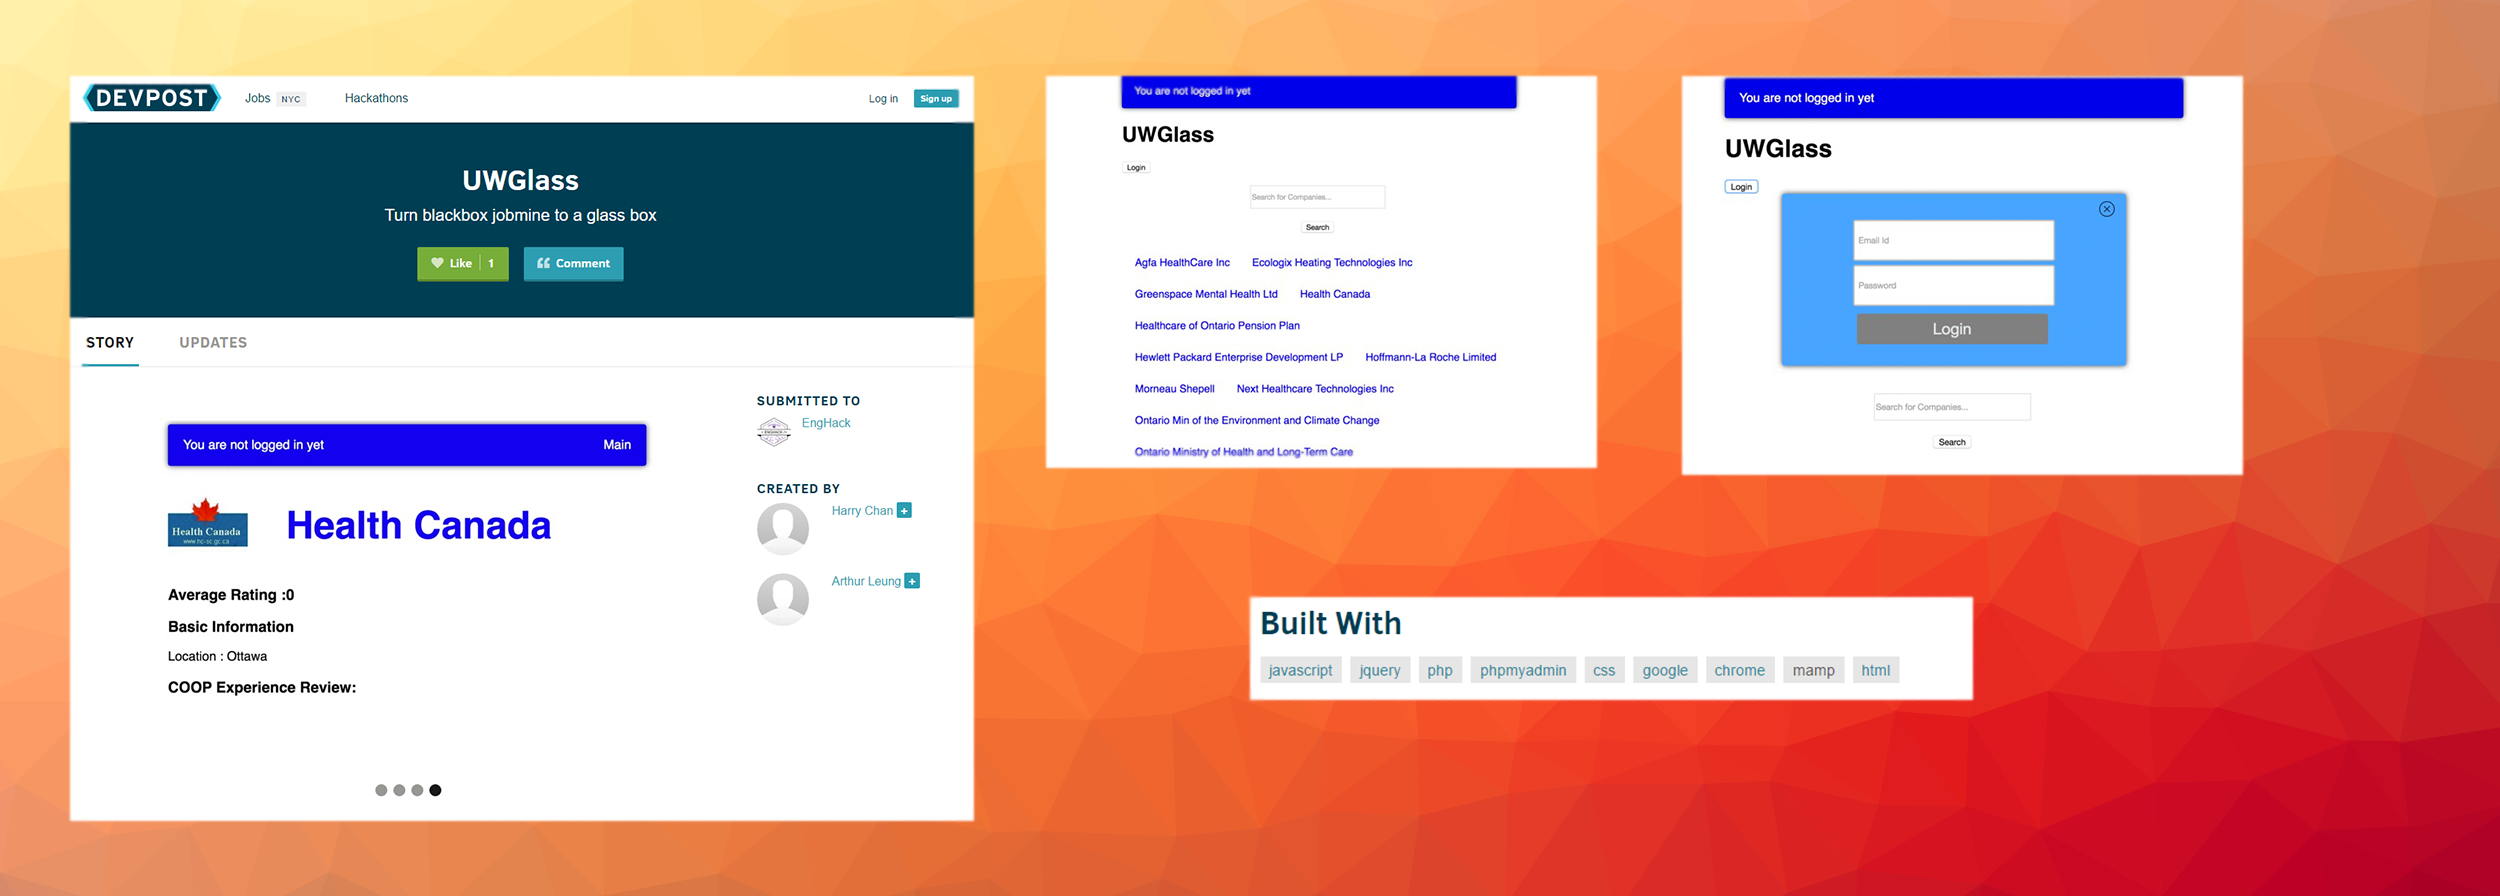 DEVPOST Jobs NYC Hackathons Log in Sign up
UWGlass
Turn blackbox jobmine to a glass box
Like 1 Comment
STORY UPDATES
You are not logged in yet Main
Health Canada
www.hc-sc.gc.ca
Health Canada
Average Rating :0
Basic Information
Location : Ottawa
COOP Experience Review:
SUBMITTED TO
EngHack
CREATED BY
Harry Chan +
Arthur Leung +
You are not logged in yet
UWGlass
Login
Search for Companies...
Search
Agfa HealthCare Inc Ecologix Heating Technologies Inc
Greenspace Mental Health Ltd Health Canada
Healthcare of Ontario Pension Plan
Hewlett Packard Enterprise Development LP Hoffmann-La Roche Limited
Morneau Shepell Next Healthcare Technologies Inc
Ontario Min of the Environment and Climate Change
Ontario Ministry of Health and Long-Term Care
You are not logged in yet
UWGlass
Login
Email Id
Password
Login
Search for Companies...
Search
Built With
javascript jquery php phpmyadmin css google chrome mamp html